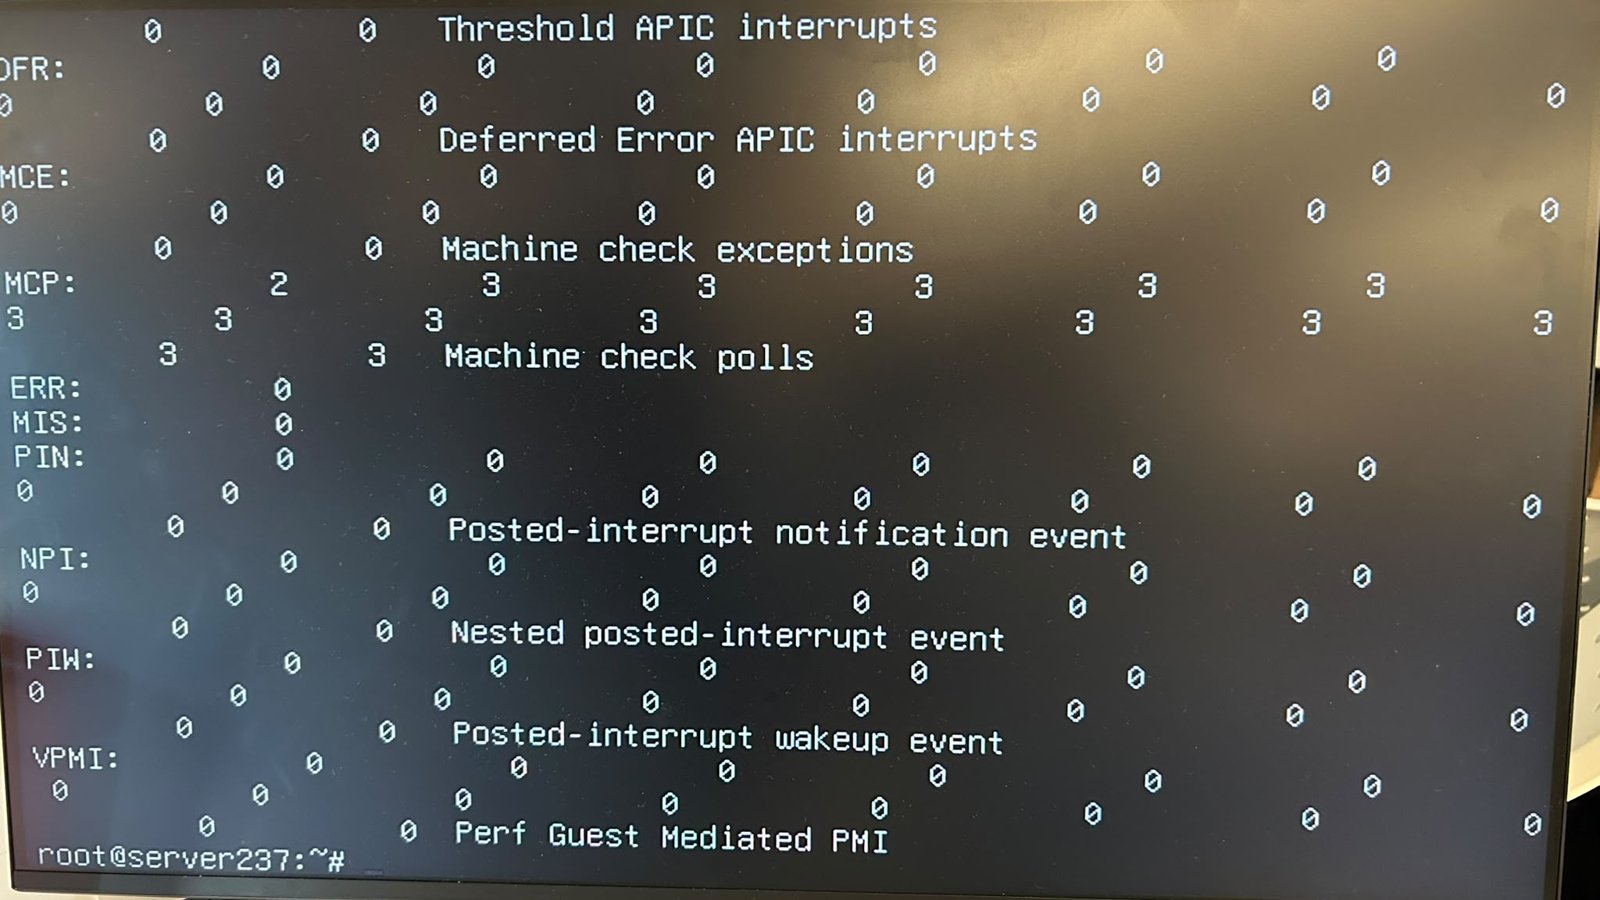 0 0 Threshold APIC interrupts
DFR: 0 0 0 0 0 0
0 0 0 0 0 0 0 0
0 0 Deferred Error APIC interrupts
MCE: 0 0 0 0 0 0
0 0 0 0 0 0 0 0
0 0 Machine check exceptions
MCP: 2 3 3 3 3 3
3 3 3 3 3 3 3 3
3 3 Machine check polls
ERR: 0
MIS: 0
PIN: 0 0 0 0 0 0
0 0 0 0 0 0 0 0
0 0 Posted-interrupt notification event
NPI: 0 0 0 0 0 0
0 0 0 0 0 0 0 0
0 0 Nested posted-interrupt event
PIW: 0 0 0 0 0 0
0 0 0 0 0 0 0 0
0 0 Posted-interrupt wakeup event
VPMI: 0 0 0 0 0 0
0 0 0 0 0 0 0 0
0 0 Perf Guest Mediated PMI
root@server237:~#